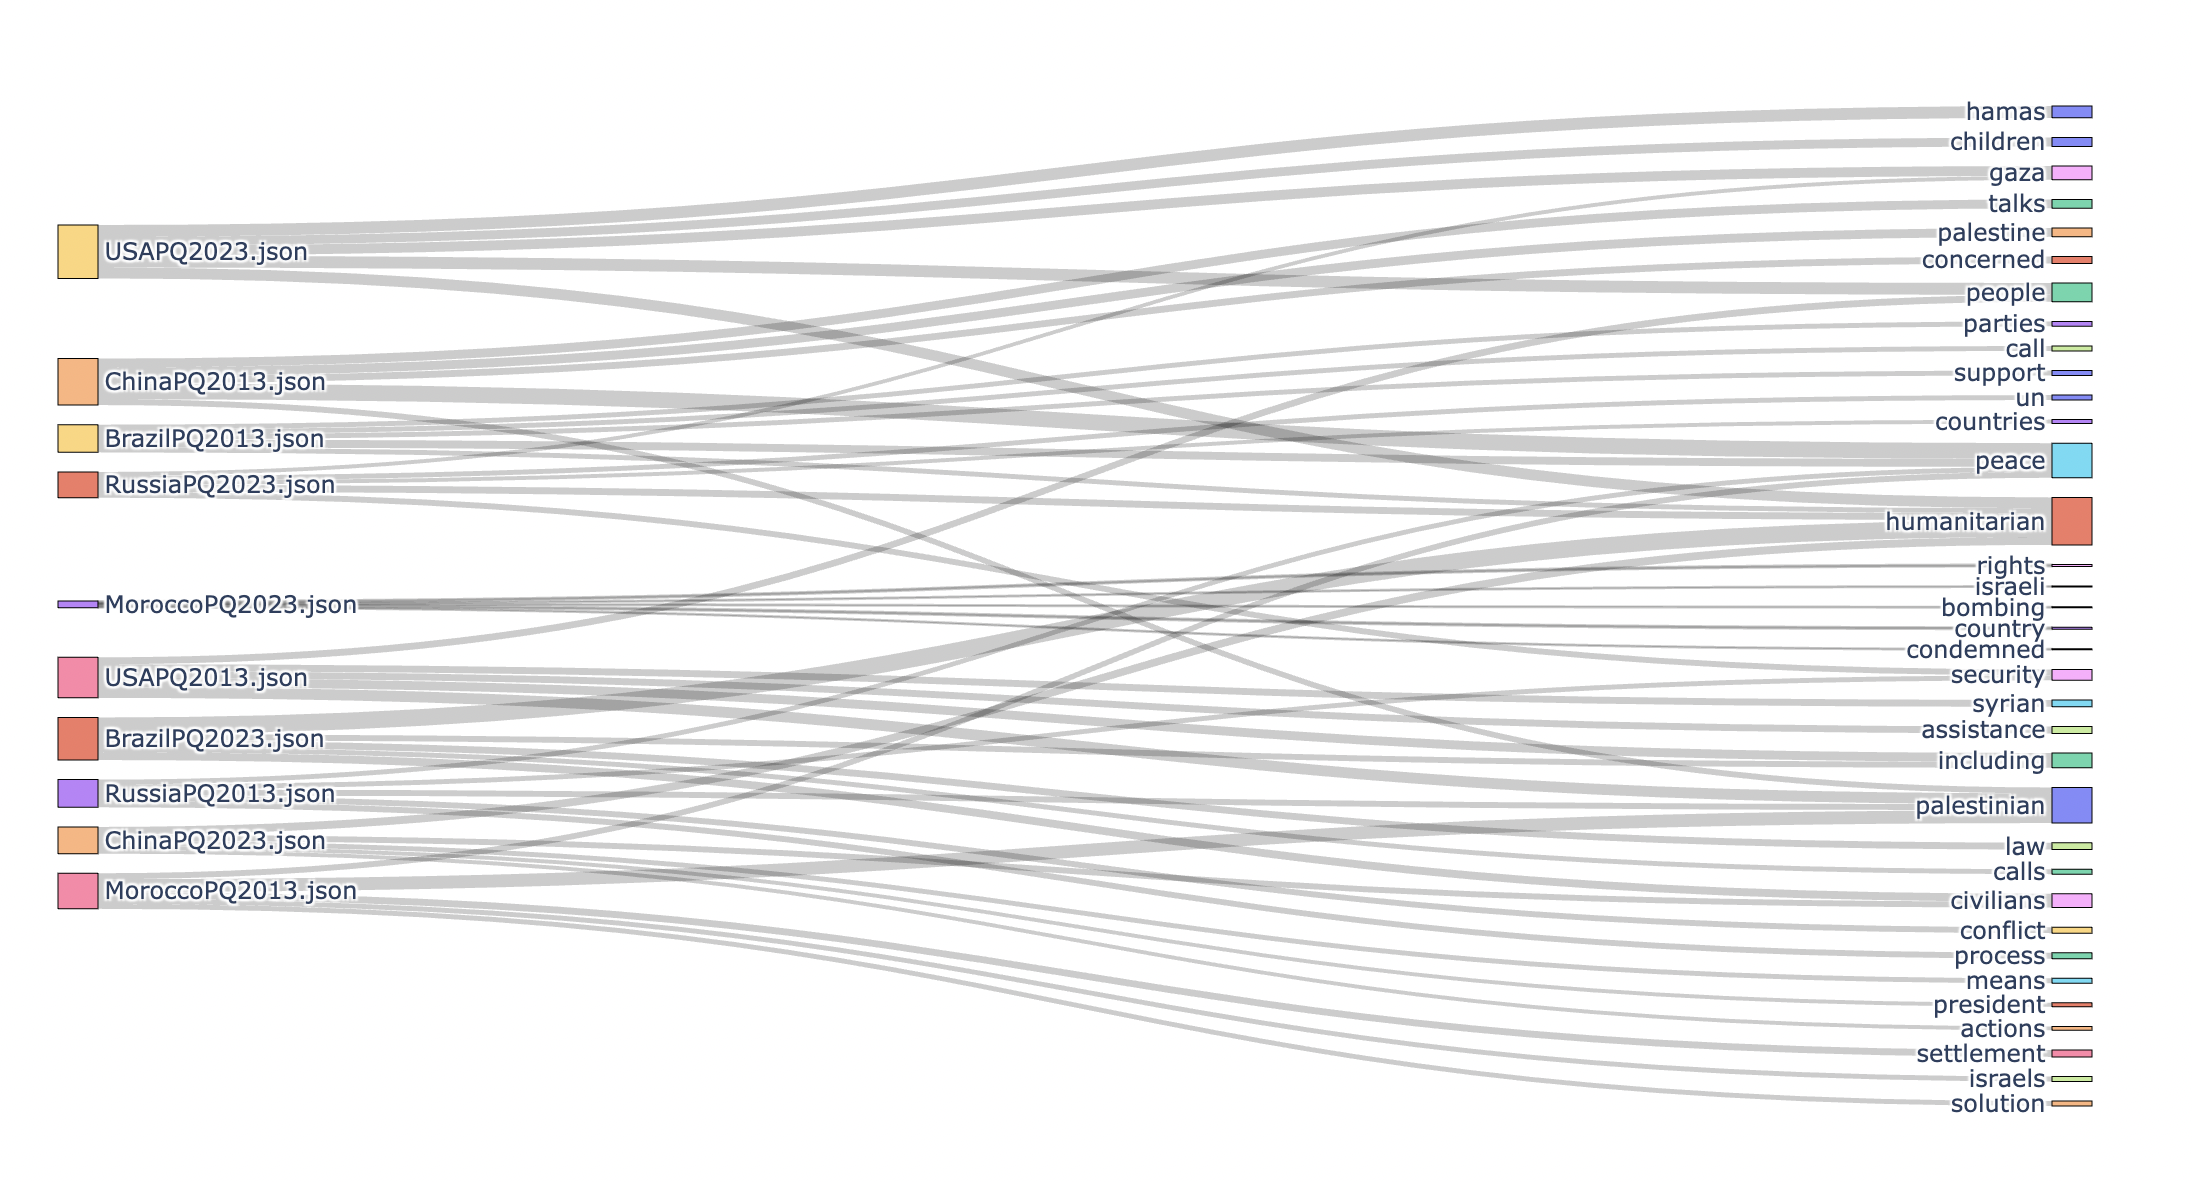 USAPQ2023.json
ChinaPQ2013.json
BrazilPQ2013.json
RussiaPQ2023.json
MoroccoPQ2023.json
USAPQ2013.json
BrazilPQ2023.json
RussiaPQ2013.json
ChinaPQ2023.json
MoroccoPQ2013.json
hamas
children
gaza
talks
palestine
concerned
people
parties
call
support
un
countries
peace
humanitarian
rights
israeli
bombing
country
condemned
security
syrian
assistance
including
palestinian
law
calls
civilians
conflict
process
means
president
actions
settlement
israels
solution